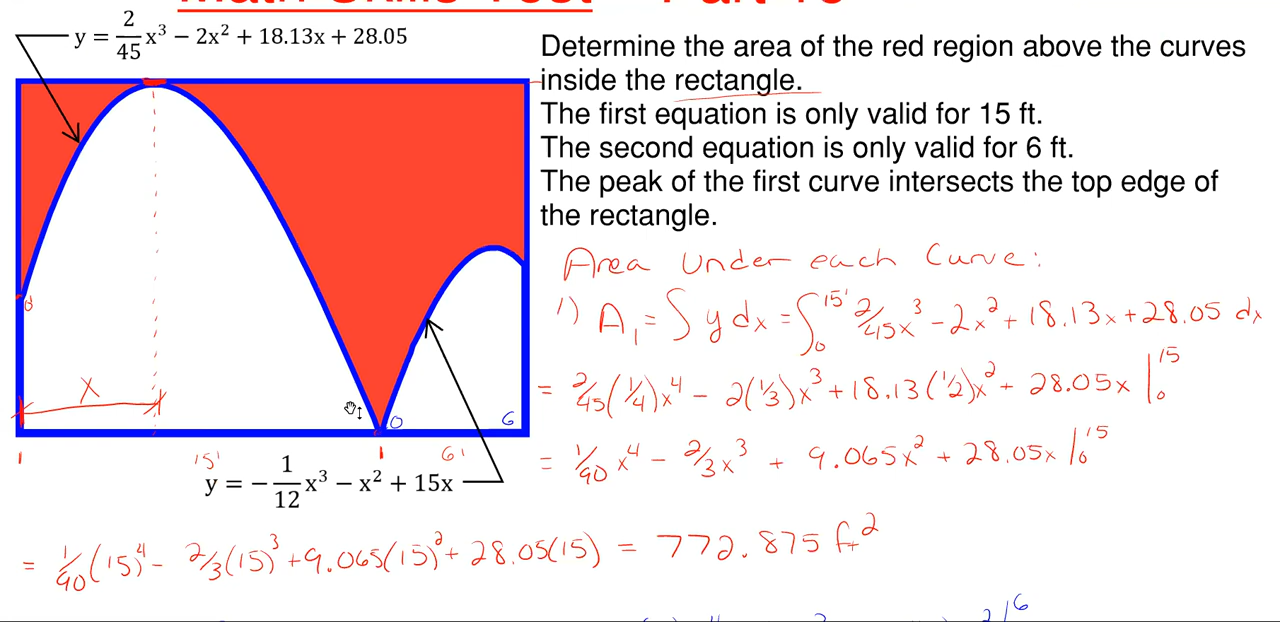 y = 2/45 x³ − 2x² + 18.13x + 28.05
Determine the area of the red region above the curves
inside the rectangle.
The first equation is only valid for 15 ft.
The second equation is only valid for 6 ft.
The peak of the first curve intersects the top edge of
the rectangle.
Area Under each Curve:
1) A₁ = ∫ y dx = ∫₀^15' 2/45x³ − 2x² + 18.13x + 28.05 dx
= 2/45(1/4)x⁴ − 2(1/3)x³ + 18.13(1/2)x² + 28.05x |₀^15
= 1/90 x⁴ − 2/3x³ + 9.065x² + 28.05x |₀^15
0
X
0
6
15'
6'
y = −1/12 x³ − x² + 15x
= 1/90(15)⁴ − 2/3(15)³ + 9.065(15)² + 28.05(15) = 772.875 ft²